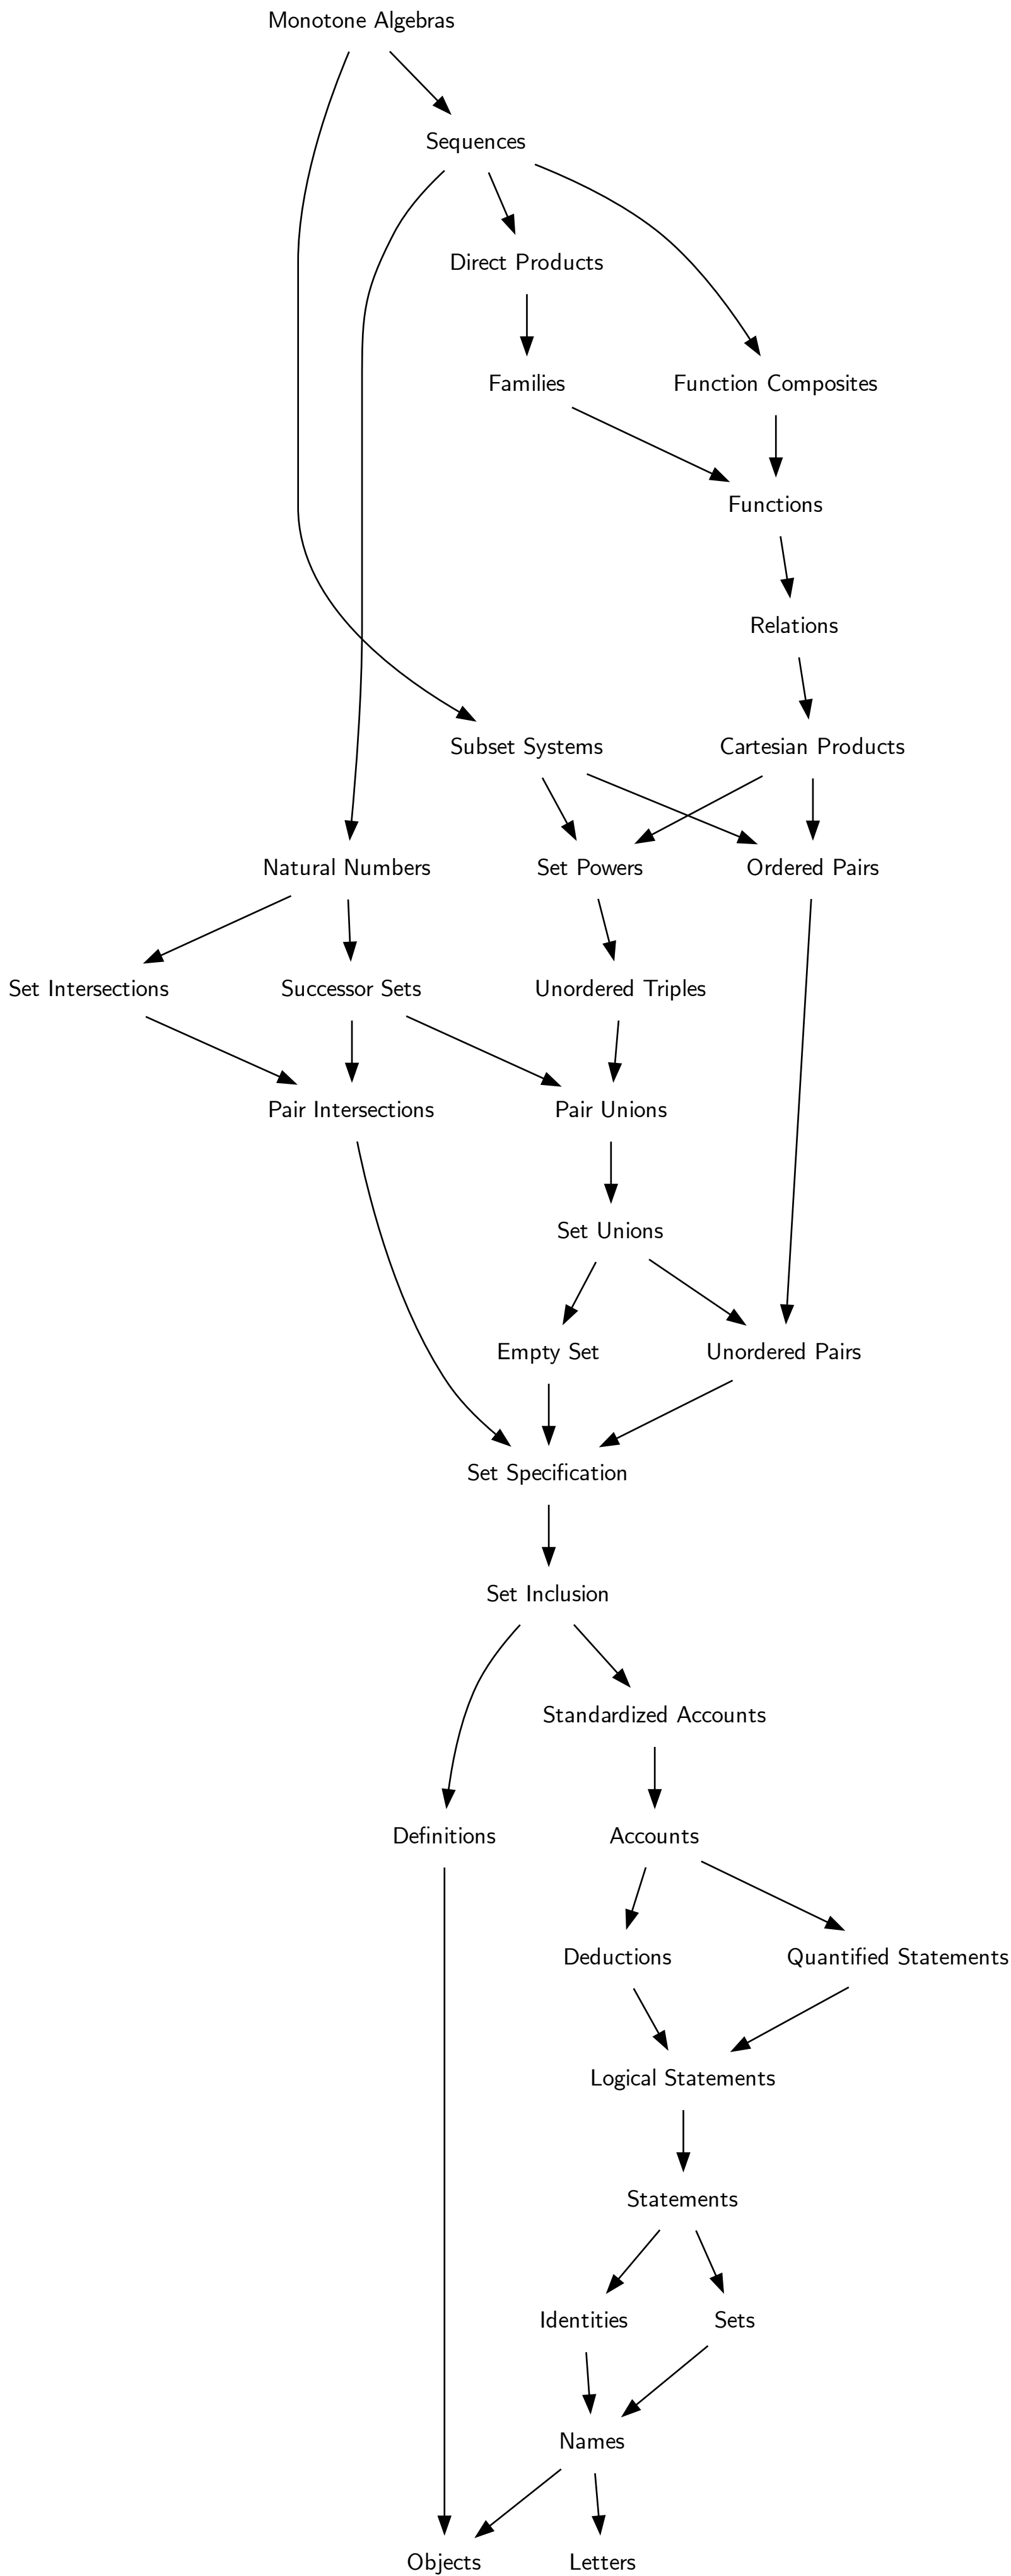 Monotone Algebras
Sequences
Direct Products
Families
Function Composites
Functions
Relations
Subset Systems
Cartesian Products
Natural Numbers
Set Powers
Ordered Pairs
Set Intersections
Successor Sets
Unordered Triples
Pair Intersections
Pair Unions
Set Unions
Empty Set
Unordered Pairs
Set Specification
Set Inclusion
Standardized Accounts
Definitions
Accounts
Deductions
Quantified Statements
Logical Statements
Statements
Identities
Sets
Names
Objects
Letters